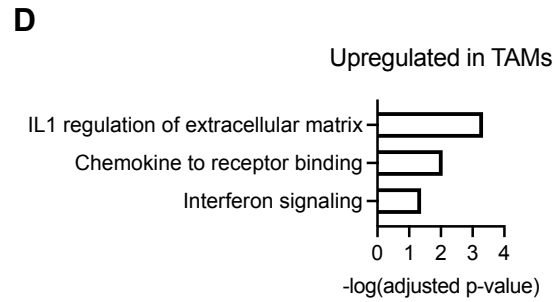 D
Upregulated in TAMs
IL1 regulation of extracellular matrix
Chemokine to receptor binding
Interferon signaling
0 1 2 3 4
-log(adjusted p-value)